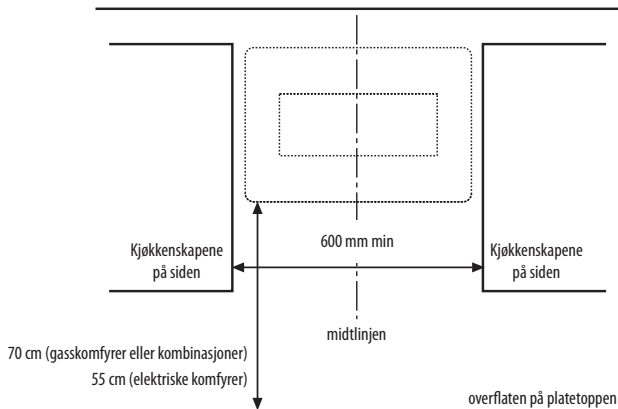 Kjøkkenskapene
på siden
600 mm min
Kjøkkenskapene
på siden
midtlinjen
70 cm (gasskomfyrer eller kombinasjoner)
55 cm (elektriske komfyrer)
overflaten på platetoppen